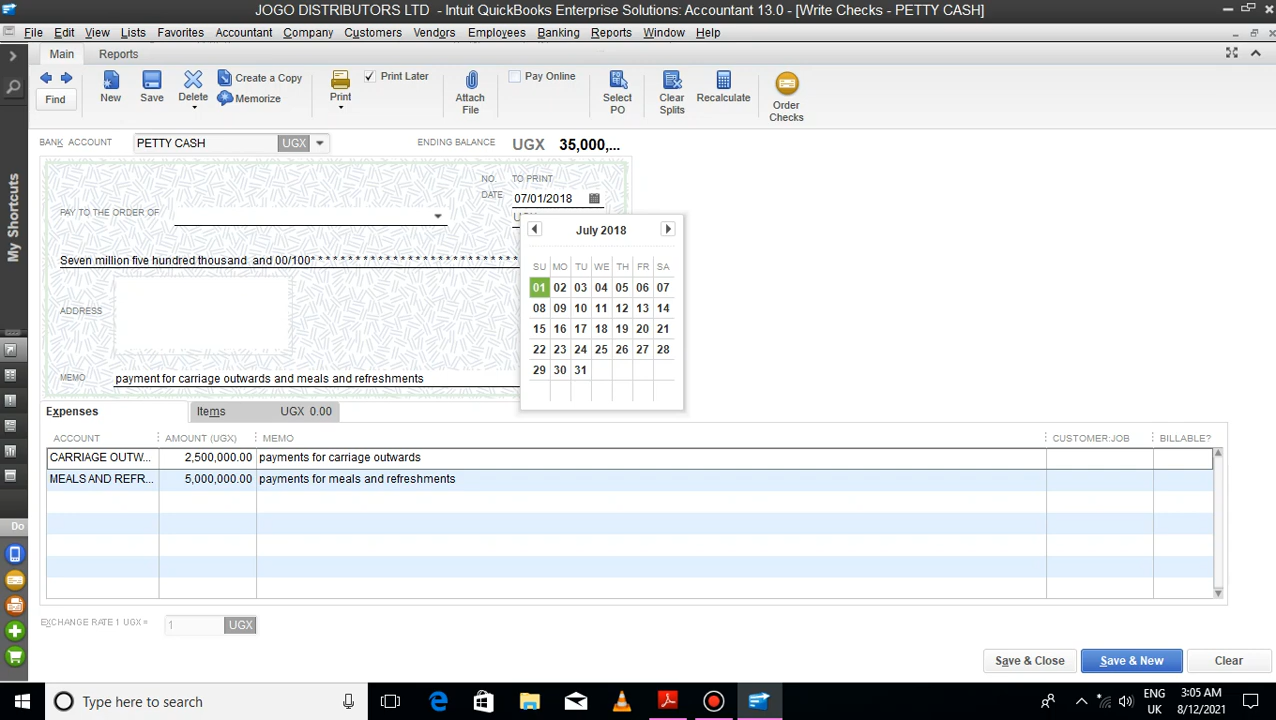 JOGO DISTRIBUTORS LTD - Intuit QuickBooks Enterprise Solutions: Accountant 13.0 - [Write Checks - PETTY CASH]
File Edit View Lists Favorites Accountant Company Customers Vendors Employees Banking Reports Window Help
Main Reports
Find
New
Save
Delete
Create a Copy
Memorize
Print
Print Later
Attach File
Pay Online
Select PO
Clear Splits
Recalculate
Order Checks
My Shortcuts
Do
BANK ACCOUNT PETTY CASH UGX ENDING BALANCE UGX 35,000,...
NO. TO PRINT
DATE 07/01/2018
PAY TO THE ORDER OF
Seven million five hundred thousand and 00/100* * * * * * * * * * * * * * * * * * * * * * * * * *
ADDRESS
MEMO payment for carriage outwards and meals and refreshments
July 2018
SU MO TU WE TH FR SA
01 02 03 04 05 06 07
08 09 10 11 12 13 14
15 16 17 18 19 20 21
22 23 24 25 26 27 28
29 30 31
Expenses Items UGX 0.00
ACCOUNT AMOUNT (UGX) MEMO CUSTOMER:JOB BILLABLE?
CARRIAGE OUTW... 2,500,000.00 payments for carriage outwards
MEALS AND REFR... 5,000,000.00 payments for meals and refreshments
EXCHANGE RATE 1 UGX = 1 UGX
Save & Close Save & New Clear
Type here to search
ENG 3:05 AM
UK 8/12/2021